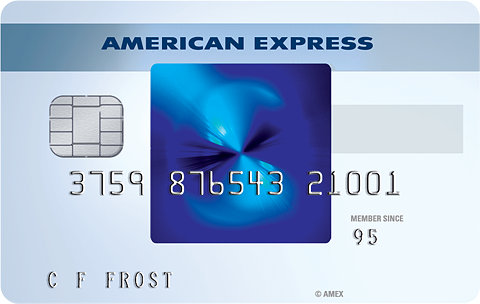 AMERICAN EXPRESS
3759 876543 21001
MEMBER SINCE
95
C F FROST
© AMEX